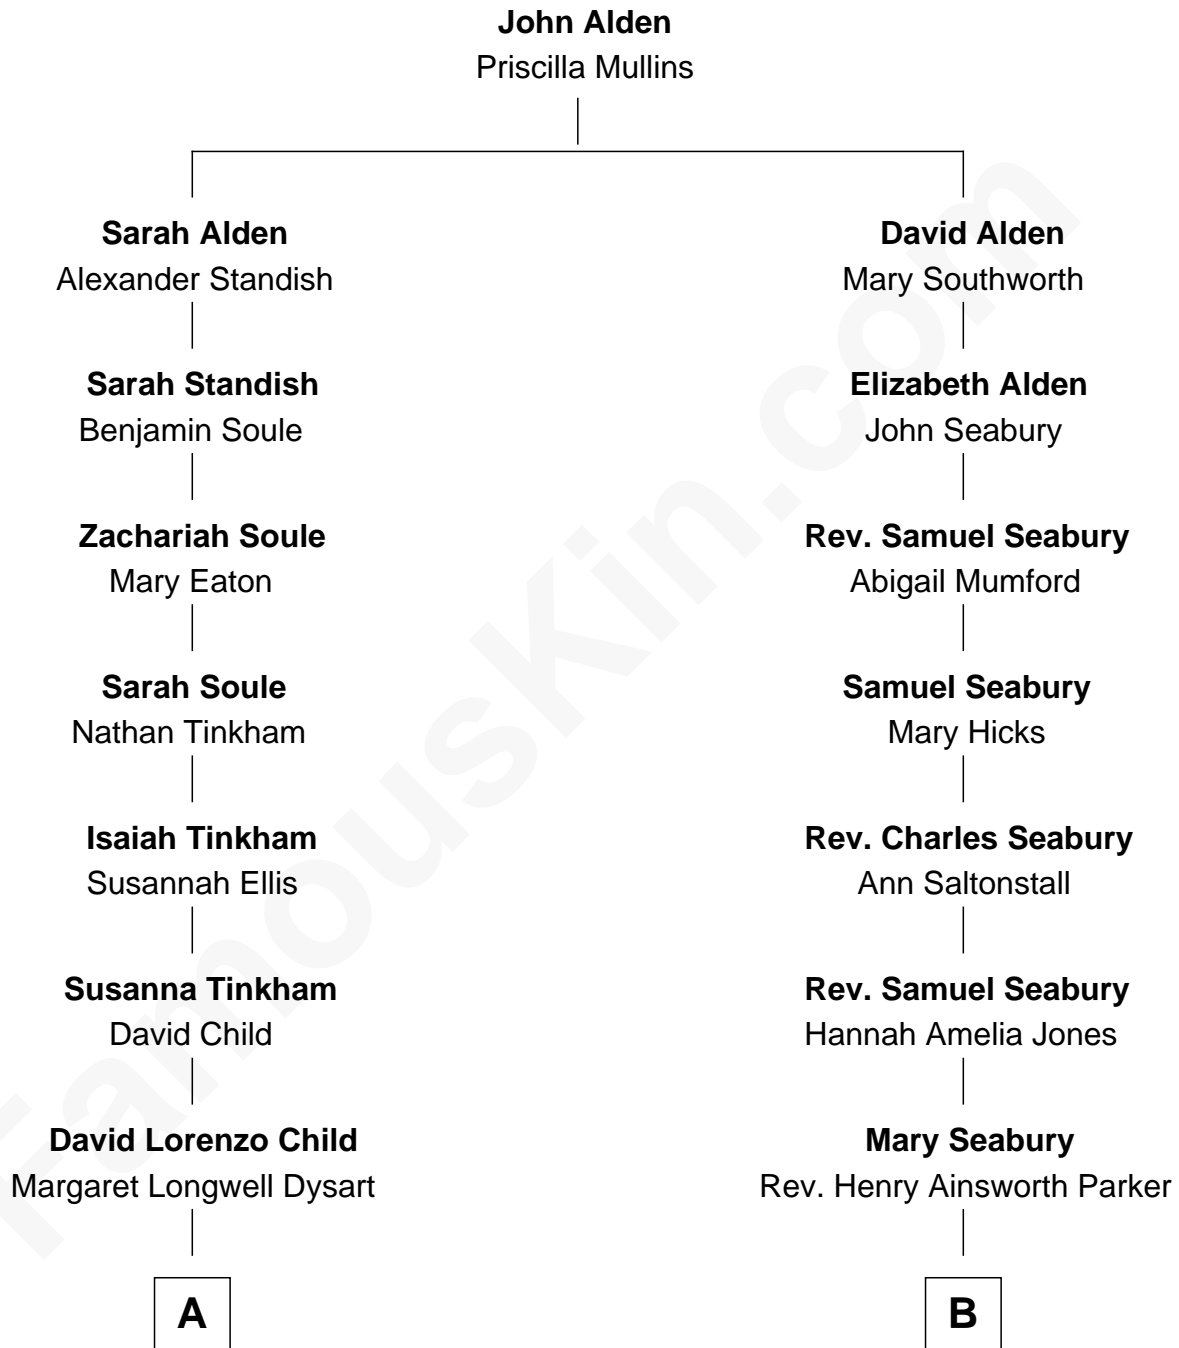 John Alden
Priscilla Mullins
Sarah Alden
Alexander Standish
David Alden
Mary Southworth
Sarah Standish
Benjamin Soule
Elizabeth Alden
John Seabury
Zachariah Soule
Mary Eaton
Rev. Samuel Seabury
Abigail Mumford
Sarah Soule
Nathan Tinkham
Samuel Seabury
Mary Hicks
Isaiah Tinkham
Susannah Ellis
Rev. Charles Seabury
Ann Saltonstall
Susanna Tinkham
David Child
Rev. Samuel Seabury
Hannah Amelia Jones
David Lorenzo Child
Margaret Longwell Dysart
Mary Seabury
Rev. Henry Ainsworth Parker
A
B
FamousKin.com